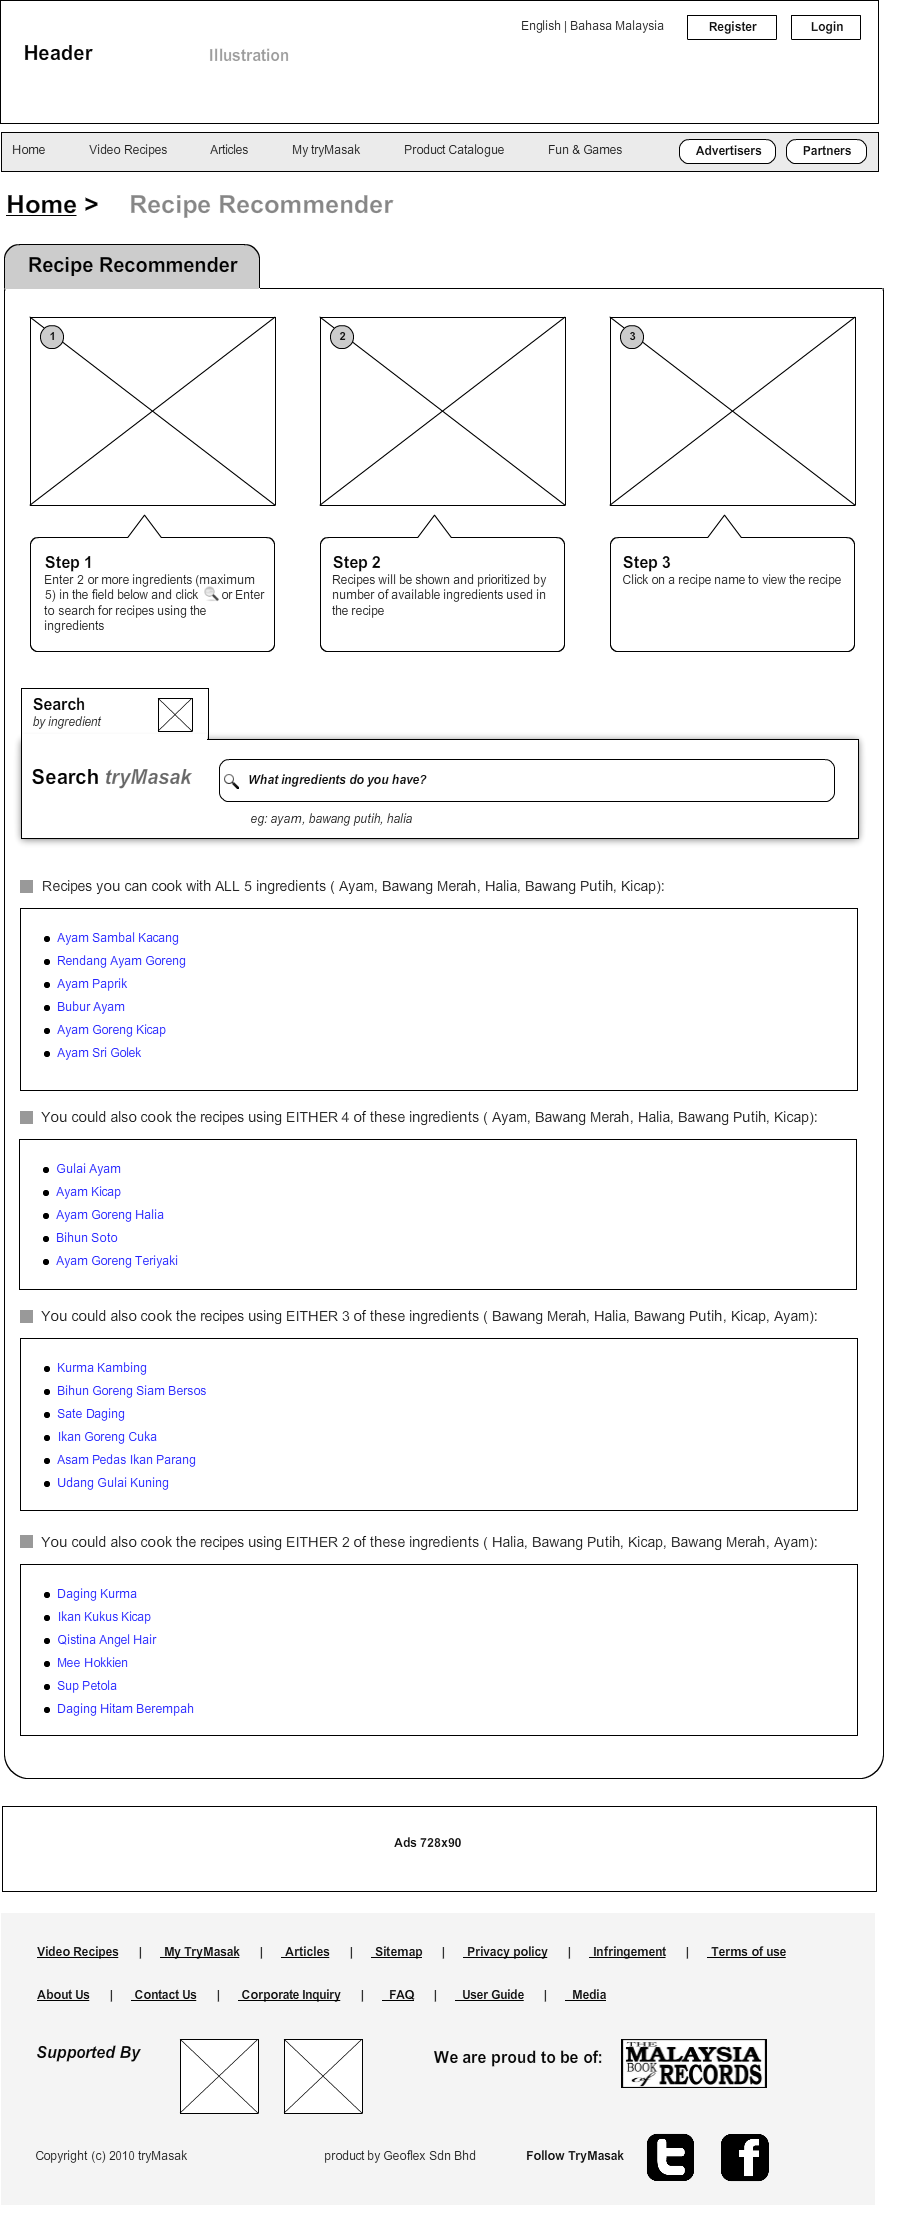 English | Bahasa Malaysia
Register
Login
Header
Illustration
Home
Video Recipes
Articles
My tryMasak
Product Catalogue
Fun & Games
Advertisers
Partners
Home >
Recipe Recommender
Recipe Recommender
1
2
3
Step 1
Enter 2 or more ingredients (maximum
5) in the field below and click or Enter
to search for recipes using the
ingredients
Step 2
Recipes will be shown and prioritized by
number of available ingredients used in
the recipe
Step 3
Click on a recipe name to view the recipe
Search
by ingredient
Search tryMasak
What ingredients do you have?
eg: ayam, bawang putih, halia
Recipes you can cook with ALL 5 ingredients ( Ayam, Bawang Merah, Halia, Bawang Putih, Kicap):
Ayam Sambal Kacang
Rendang Ayam Goreng
Ayam Paprik
Bubur Ayam
Ayam Goreng Kicap
Ayam Sri Golek
You could also cook the recipes using EITHER 4 of these ingredients ( Ayam, Bawang Merah, Halia, Bawang Putih, Kicap):
Gulai Ayam
Ayam Kicap
Ayam Goreng Halia
Bihun Soto
Ayam Goreng Teriyaki
You could also cook the recipes using EITHER 3 of these ingredients ( Bawang Merah, Halia, Bawang Putih, Kicap, Ayam):
Kurma Kambing
Bihun Goreng Siam Bersos
Sate Daging
Ikan Goreng Cuka
Asam Pedas Ikan Parang
Udang Gulai Kuning
You could also cook the recipes using EITHER 2 of these ingredients ( Halia, Bawang Putih, Kicap, Bawang Merah, Ayam):
Daging Kurma
Ikan Kukus Kicap
Qistina Angel Hair
Mee Hokkien
Sup Petola
Daging Hitam Berempah
Ads 728x90
Video Recipes | My TryMasak | Articles | Sitemap | Privacy policy | Infringement | Terms of use
About Us | Contact Us | Corporate Inquiry | FAQ | User Guide | Media
Supported By
We are proud to be of:
THE
MALAYSIA
BOOK of RECORDS
Copyright (c) 2010 tryMasak
product by Geoflex Sdn Bhd
Follow TryMasak
t
f